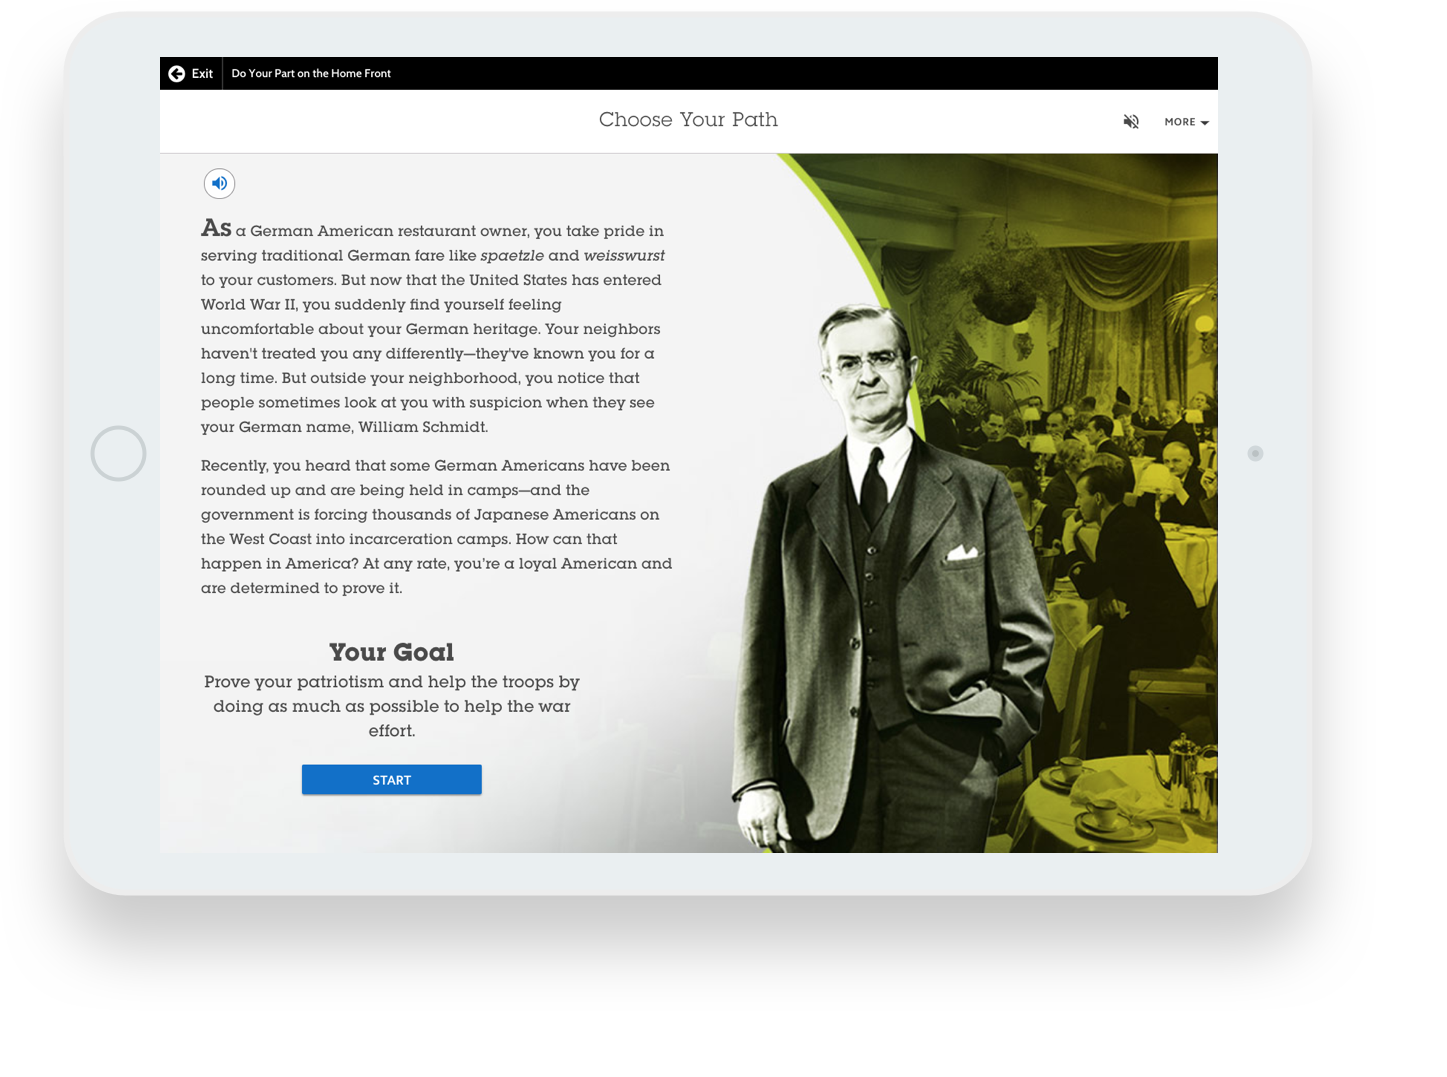 Exit
Do Your Part on the Home Front
Choose Your Path
MORE
As a German American restaurant owner, you take pride in
serving traditional German fare like spaetzle and weisswurst
to your customers. But now that the United States has entered
World War II, you suddenly find yourself feeling
uncomfortable about your German heritage. Your neighbors
haven't treated you any differently—they've known you for a
long time. But outside your neighborhood, you notice that
people sometimes look at you with suspicion when they see
your German name, William Schmidt.
Recently, you heard that some German Americans have been
rounded up and are being held in camps—and the
government is forcing thousands of Japanese Americans on
the West Coast into incarceration camps. How can that
happen in America? At any rate, you're a loyal American and
are determined to prove it.
Your Goal
Prove your patriotism and help the troops by
doing as much as possible to help the war
effort.
START